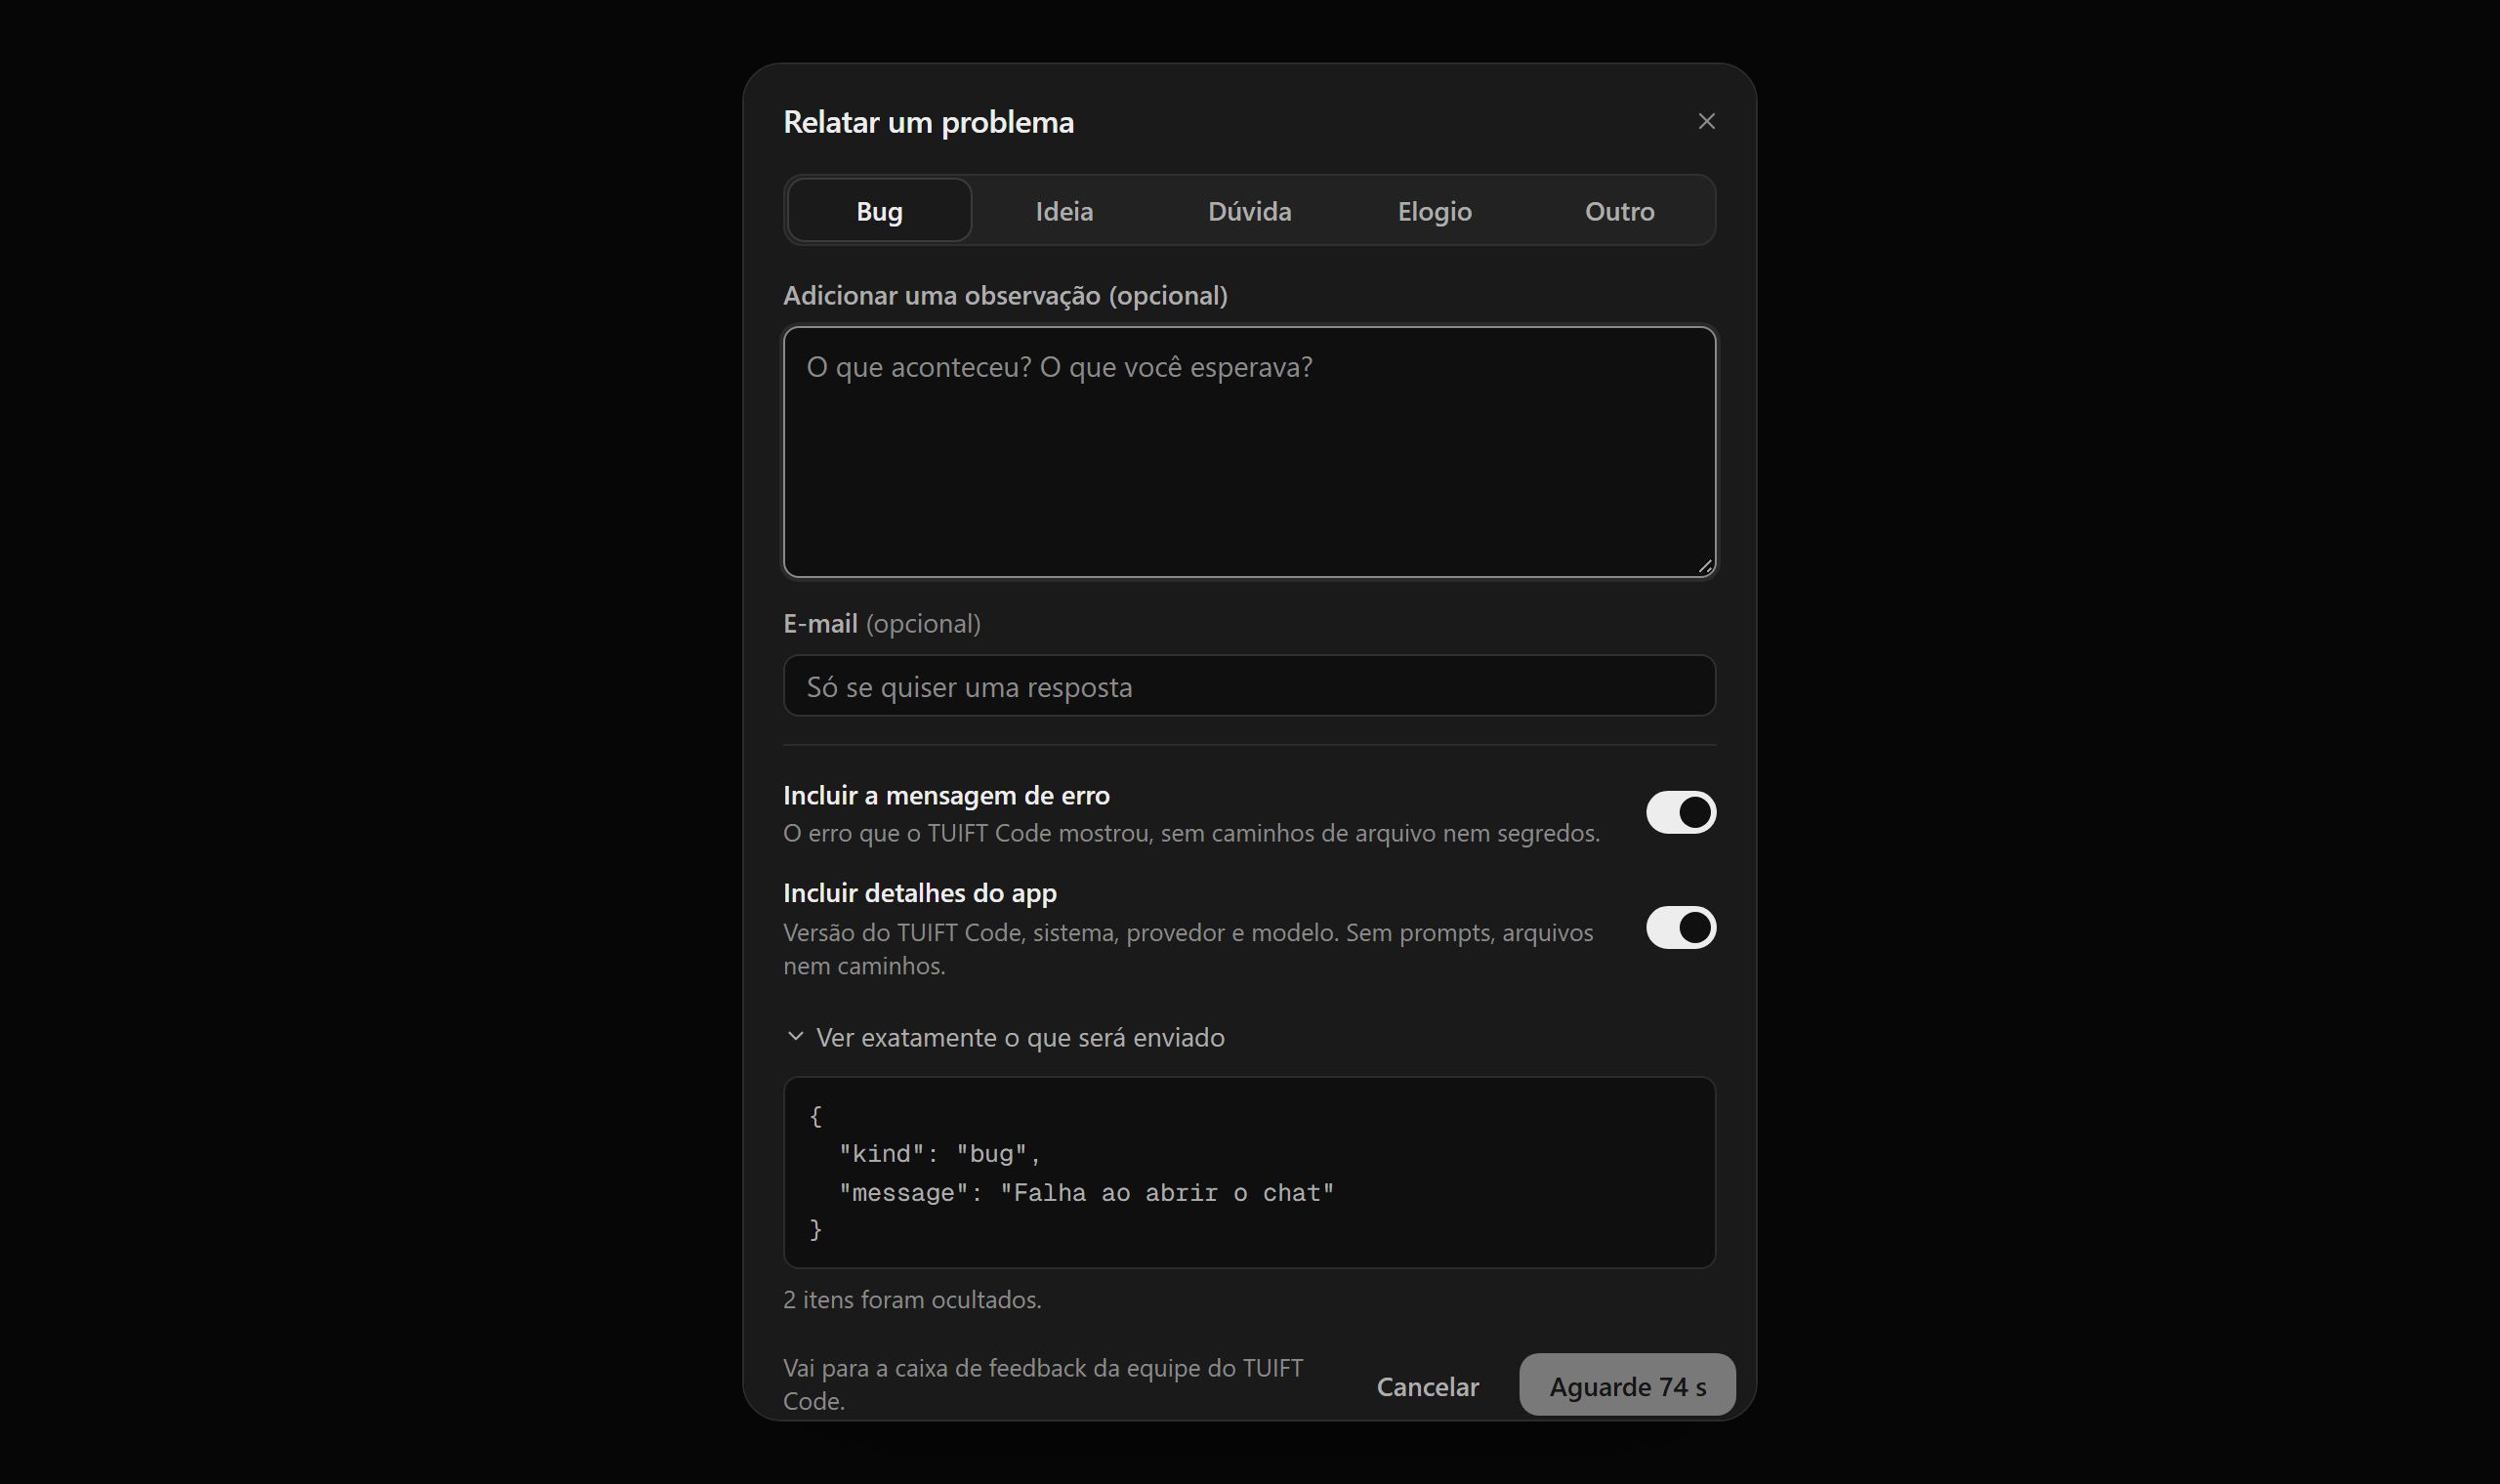 Relatar um problema
Bug
Ideia
Dúvida
Elogio
Outro
Adicionar uma observação (opcional)
O que aconteceu? O que você esperava?
E-mail (opcional)
Só se quiser uma resposta
Incluir a mensagem de erro
O erro que o TUIFT Code mostrou, sem caminhos de arquivo nem segredos.
Incluir detalhes do app
Versão do TUIFT Code, sistema, provedor e modelo. Sem prompts, arquivos
nem caminhos.
Ver exatamente o que será enviado
{
  "kind": "bug",
  "message": "Falha ao abrir o chat"
}
2 itens foram ocultados.
Vai para a caixa de feedback da equipe do TUIFT
Code.
Cancelar
Aguarde 74 s